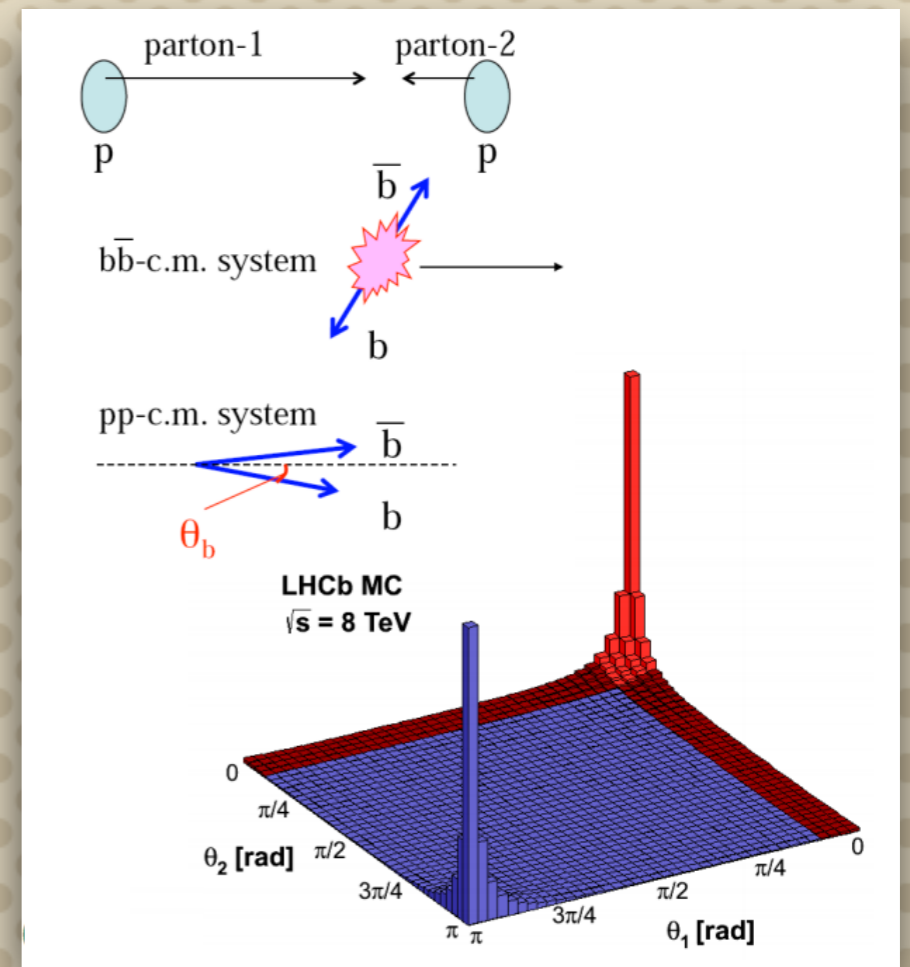 parton-1 parton-2
p p
b̅
bb̅-c.m. system
b
pp-c.m. system
b̅
b
θb
LHCb MC
√s = 8 TeV
0
π/4
π/2
3π/4
π
θ2 [rad]
π
3π/4
π/2
π/4
0
θ1 [rad]